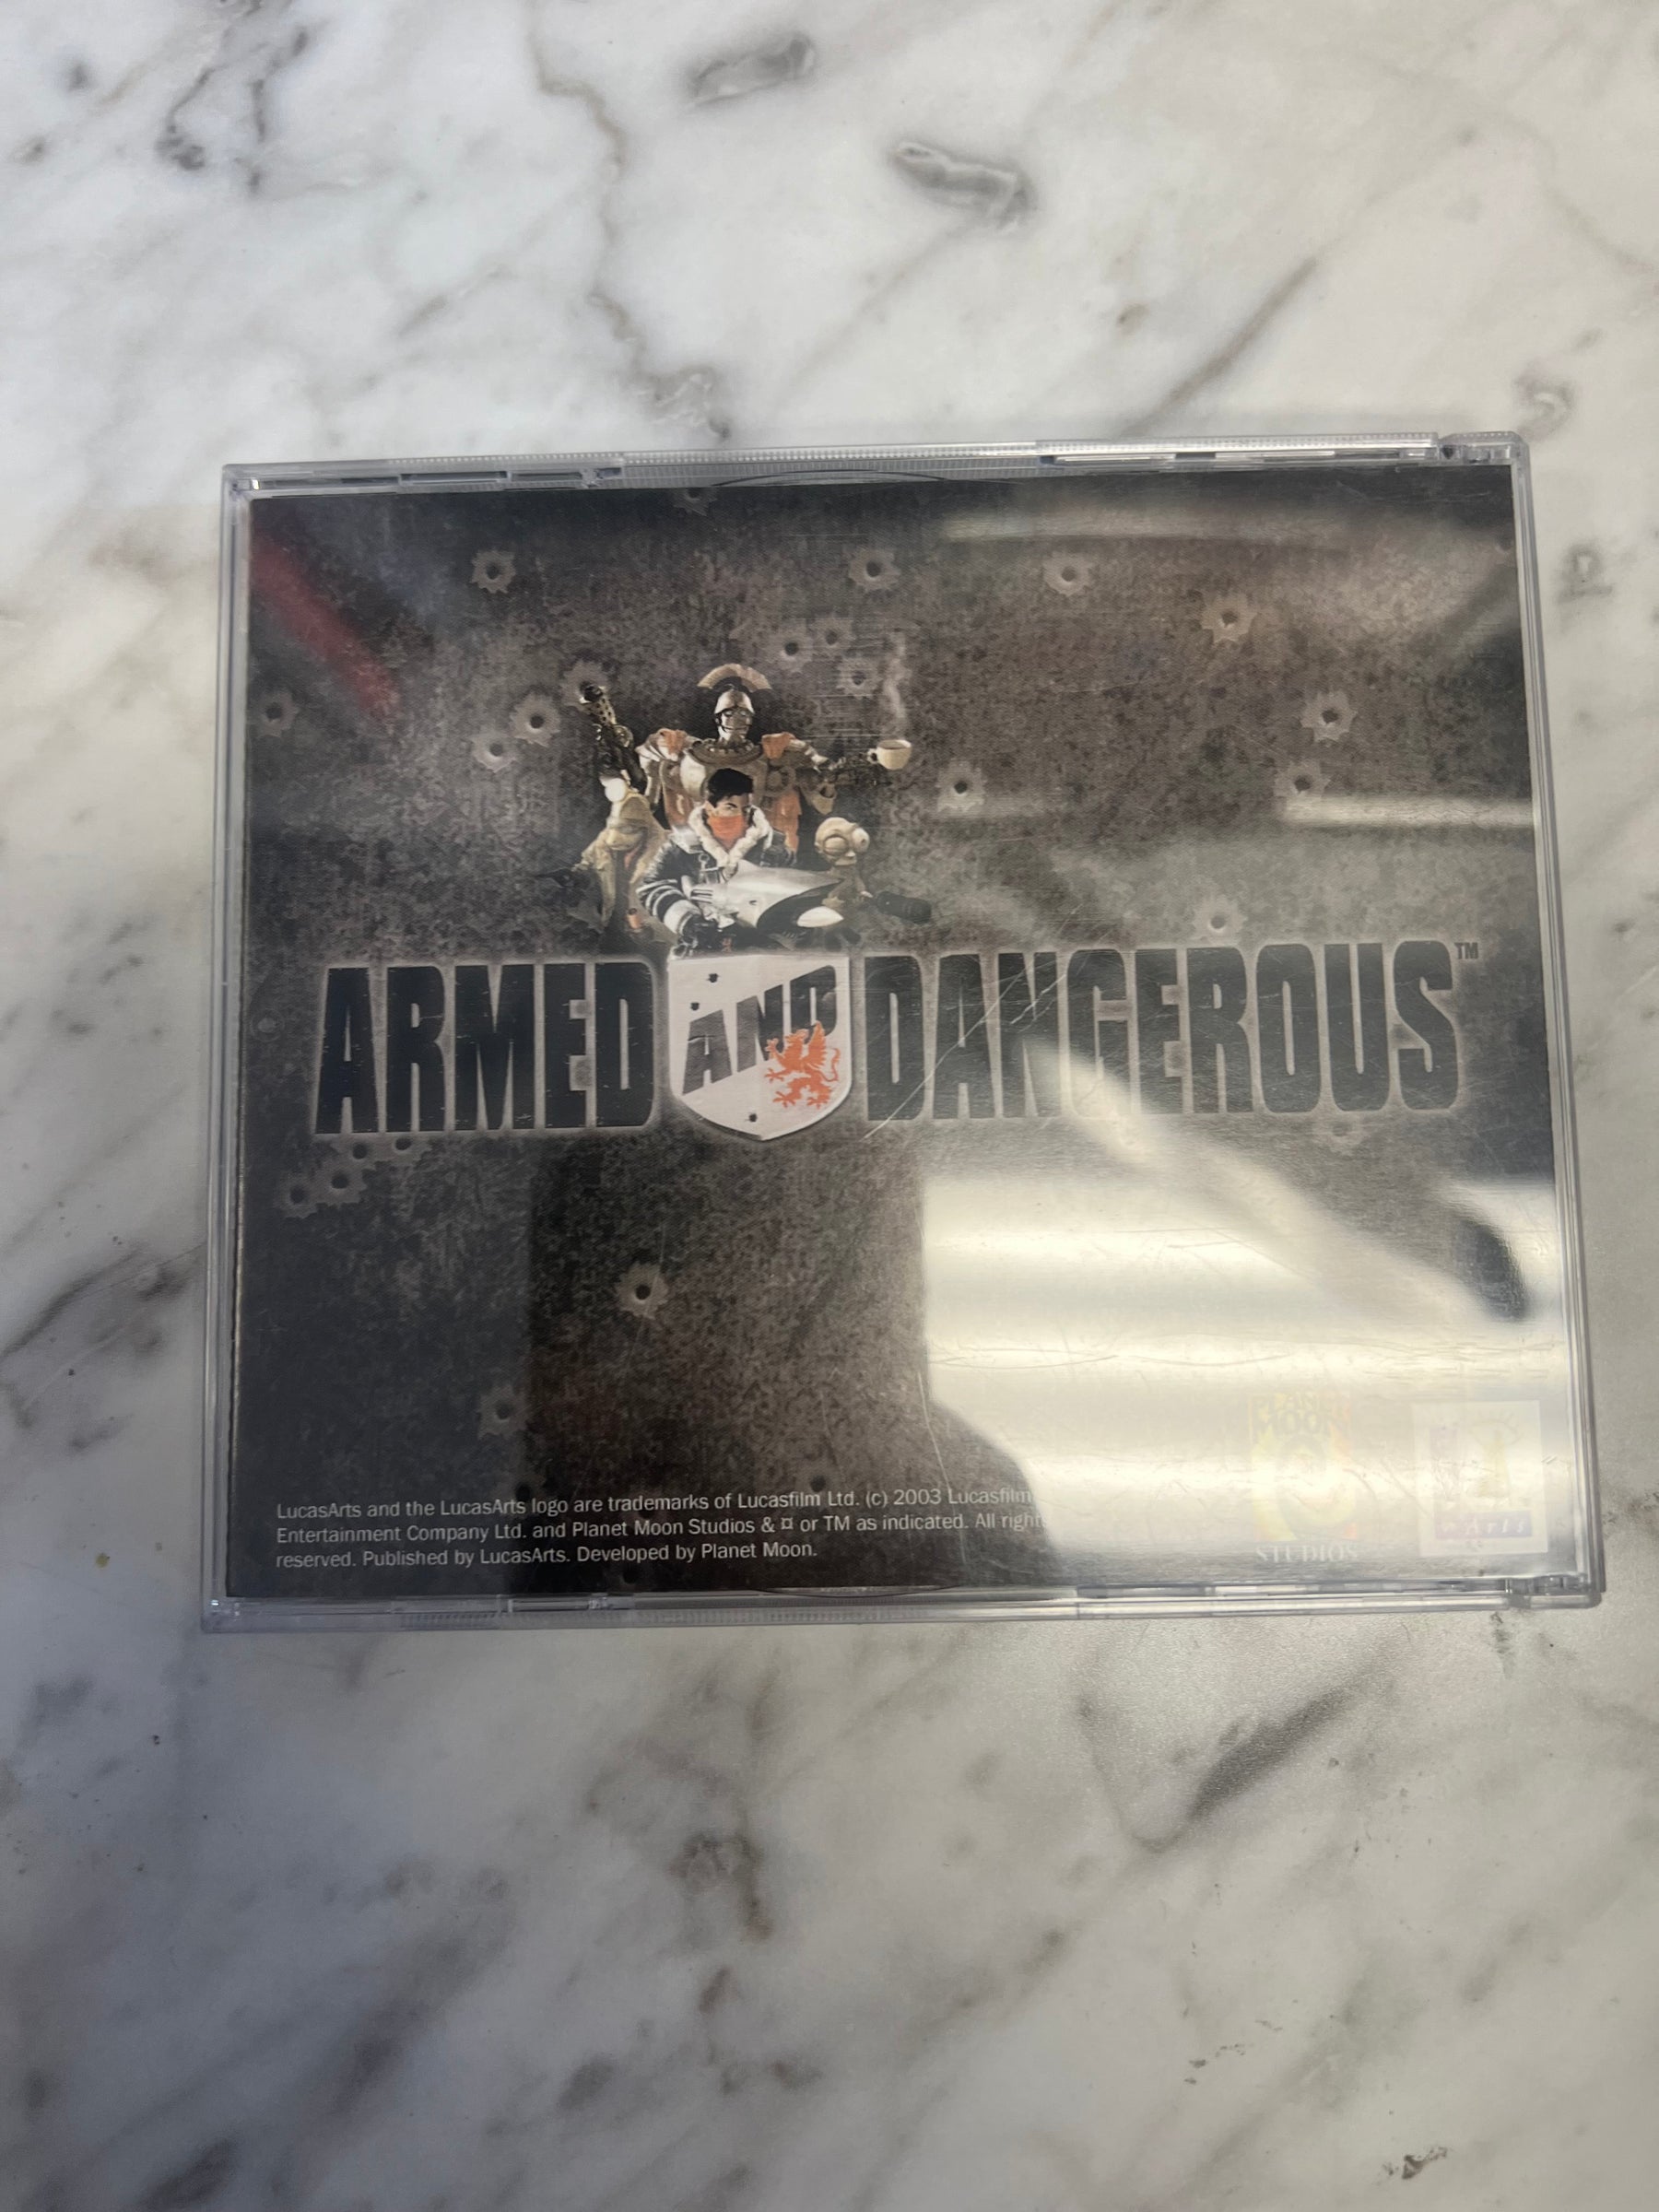 ARMED AND DANGEROUS™
LucasArts and the LucasArts logo are trademarks of Lucasfilm Ltd. (c) 2003 Lucasfilm
Entertainment Company Ltd. and Planet Moon Studios & ¤ or TM as indicated. All rights
reserved. Published by LucasArts. Developed by Planet Moon.
PLANET
MOON
STUDIOS